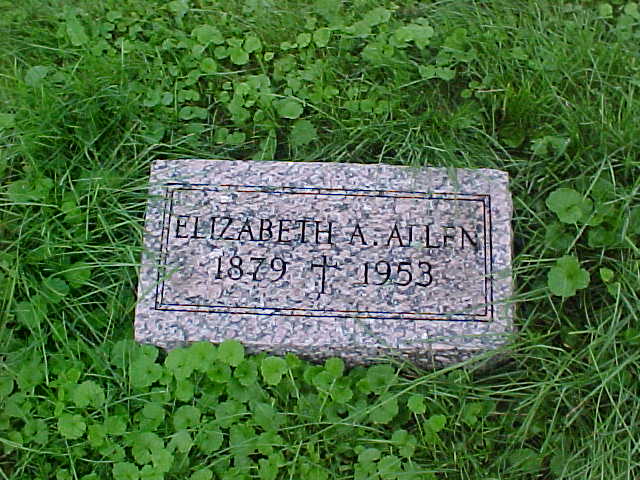 ELIZABETH A. ALLEN
1879 † 1953